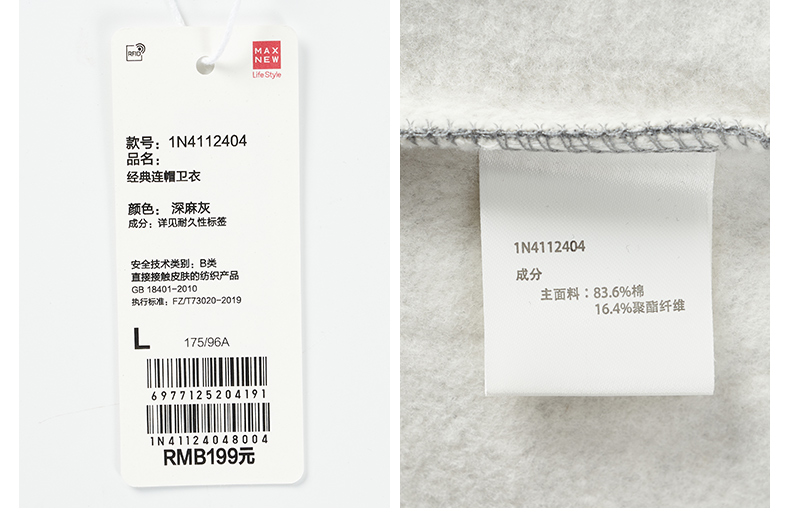 RFID
MAX
NEW
Life Style
款号：1N4112404
品名：
经典连帽卫衣
颜色： 深麻灰
成分：详见耐久性标签
安全技术类别：B类
直接接触皮肤的纺织产品
GB 18401-2010
执行标准：FZ/T73020-2019
L 175/96A
6977125204191
1N41124048004
RMB199元
1N4112404
成分
主面料：83.6%棉
16.4%聚酯纤维